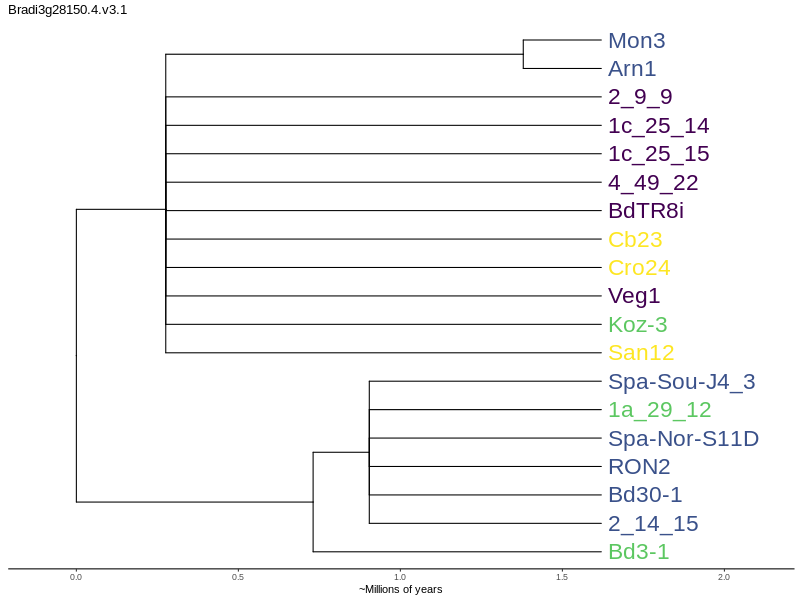 Bradi3g28150.4.v3.1
Mon3
Arn1
2_9_9
1c_25_14
1c_25_15
4_49_22
BdTR8i
Cb23
Cro24
Veg1
Koz-3
San12
Spa-Sou-J4_3
1a_29_12
Spa-Nor-S11D
RON2
Bd30-1
2_14_15
Bd3-1
0.0 0.5 1.0 1.5 2.0
~Millions of years